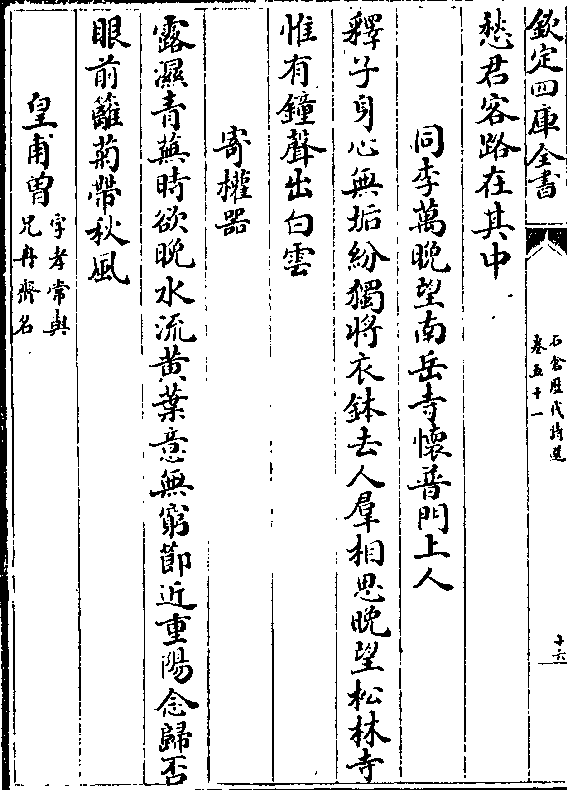 欽定四庫全書
石倉歴代詩選
卷五十一
十六
愁君客路在其中
同李萬晚望南岳寺懷普門上人
釋子身心無垢紛獨將衣鉢去人羣相思晚望松林寺
惟有鐘聲出白雲
寄權器
露濕青蕪時欲晚水流黄葉意無窮節近重陽念歸否
眼前籬菊帶秋風
皇甫曾
字孝常與
兄冉齊名